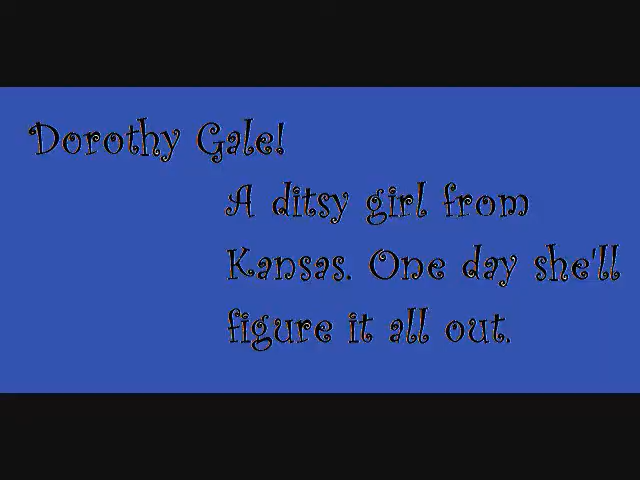 Dorothy Gale!
A ditsy girl from
Kansas. One day she'll
figure it all out.